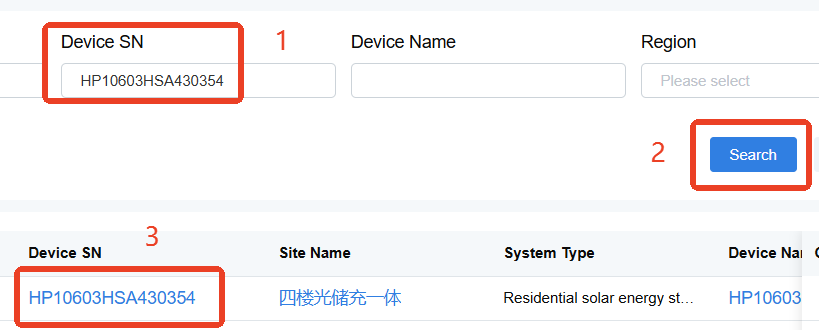 1
Device SN
Device Name
Region
HP10603HSA430354
Please select
2
Search
3
Device SN
Site Name
System Type
Device Nar
HP10603HSA430354
四楼光储充一体
Residential solar energy st...
HP10603